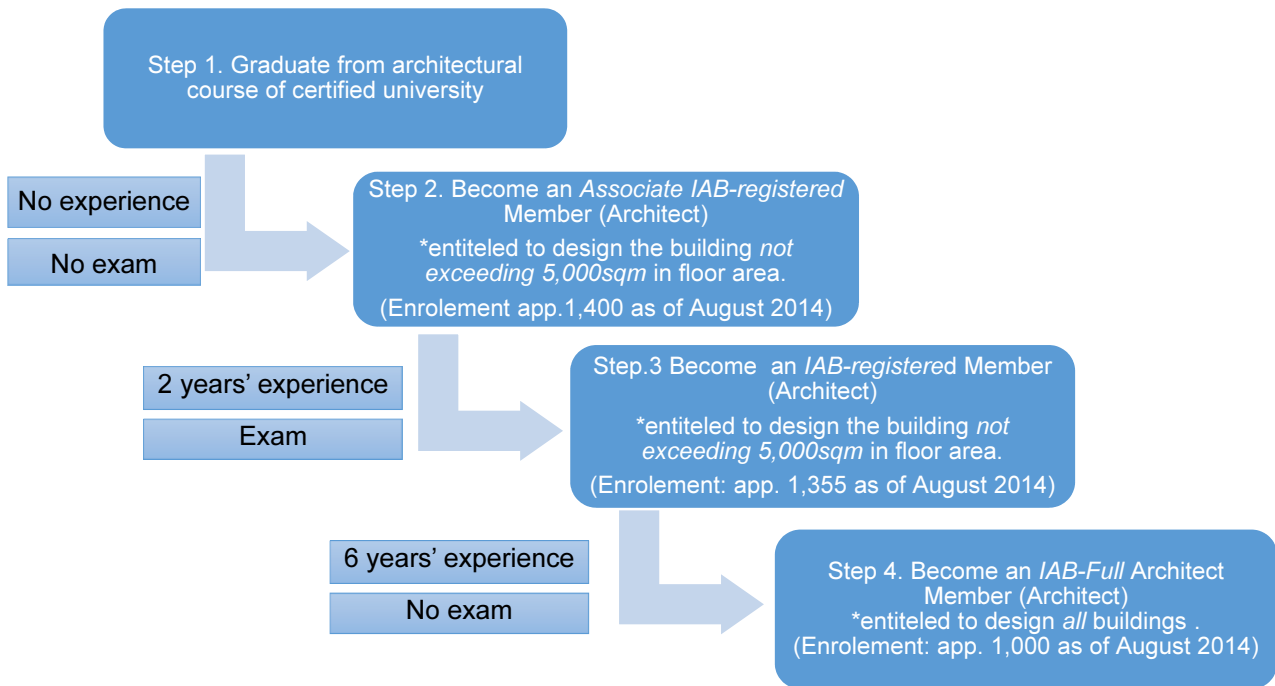 Step 1. Graduate from architectural
course of certified university
No experience
No exam
Step 2. Become an Associate IAB-registered
Member (Architect)
*entiteled to design the building not
exceeding 5,000sqm in floor area.
(Enrolement app.1,400 as of August 2014)
2 years’ experience
Exam
Step.3 Become an IAB-registered Member
(Architect)
*entiteled to design the building not
exceeding 5,000sqm in floor area.
(Enrolement: app. 1,355 as of August 2014)
6 years’ experience
No exam
Step 4. Become an IAB-Full Architect
Member (Architect)
*entiteled to design all buildings .
(Enrolement: app. 1,000 as of August 2014)